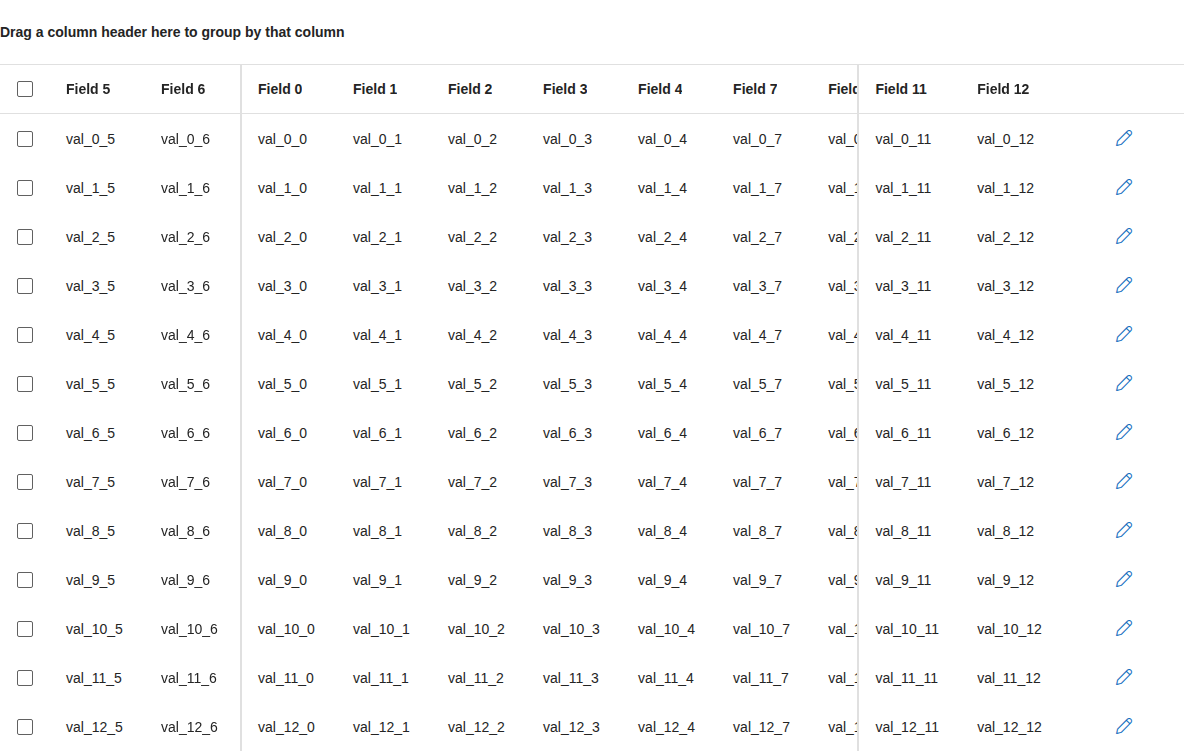 Drag a column header here to group by that column
Field 5 Field 6 Field 0 Field 1 Field 2 Field 3 Field 4 Field 7 Field 11 Field 12
val_0_5 val_0_6 val_0_0 val_0_1 val_0_2 val_0_3 val_0_4 val_0_7 val_0_11 val_0_12
val_1_5 val_1_6 val_1_0 val_1_1 val_1_2 val_1_3 val_1_4 val_1_7 val_1_11 val_1_12
val_2_5 val_2_6 val_2_0 val_2_1 val_2_2 val_2_3 val_2_4 val_2_7 val_2_11 val_2_12
val_3_5 val_3_6 val_3_0 val_3_1 val_3_2 val_3_3 val_3_4 val_3_7 val_3_11 val_3_12
val_4_5 val_4_6 val_4_0 val_4_1 val_4_2 val_4_3 val_4_4 val_4_7 val_4_11 val_4_12
val_5_5 val_5_6 val_5_0 val_5_1 val_5_2 val_5_3 val_5_4 val_5_7 val_5_11 val_5_12
val_6_5 val_6_6 val_6_0 val_6_1 val_6_2 val_6_3 val_6_4 val_6_7 val_6_11 val_6_12
val_7_5 val_7_6 val_7_0 val_7_1 val_7_2 val_7_3 val_7_4 val_7_7 val_7_11 val_7_12
val_8_5 val_8_6 val_8_0 val_8_1 val_8_2 val_8_3 val_8_4 val_8_7 val_8_11 val_8_12
val_9_5 val_9_6 val_9_0 val_9_1 val_9_2 val_9_3 val_9_4 val_9_7 val_9_11 val_9_12
val_10_5 val_10_6 val_10_0 val_10_1 val_10_2 val_10_3 val_10_4 val_10_7 val_10_11 val_10_12
val_11_5 val_11_6 val_11_0 val_11_1 val_11_2 val_11_3 val_11_4 val_11_7 val_11_11 val_11_12
val_12_5 val_12_6 val_12_0 val_12_1 val_12_2 val_12_3 val_12_4 val_12_7 val_12_11 val_12_12